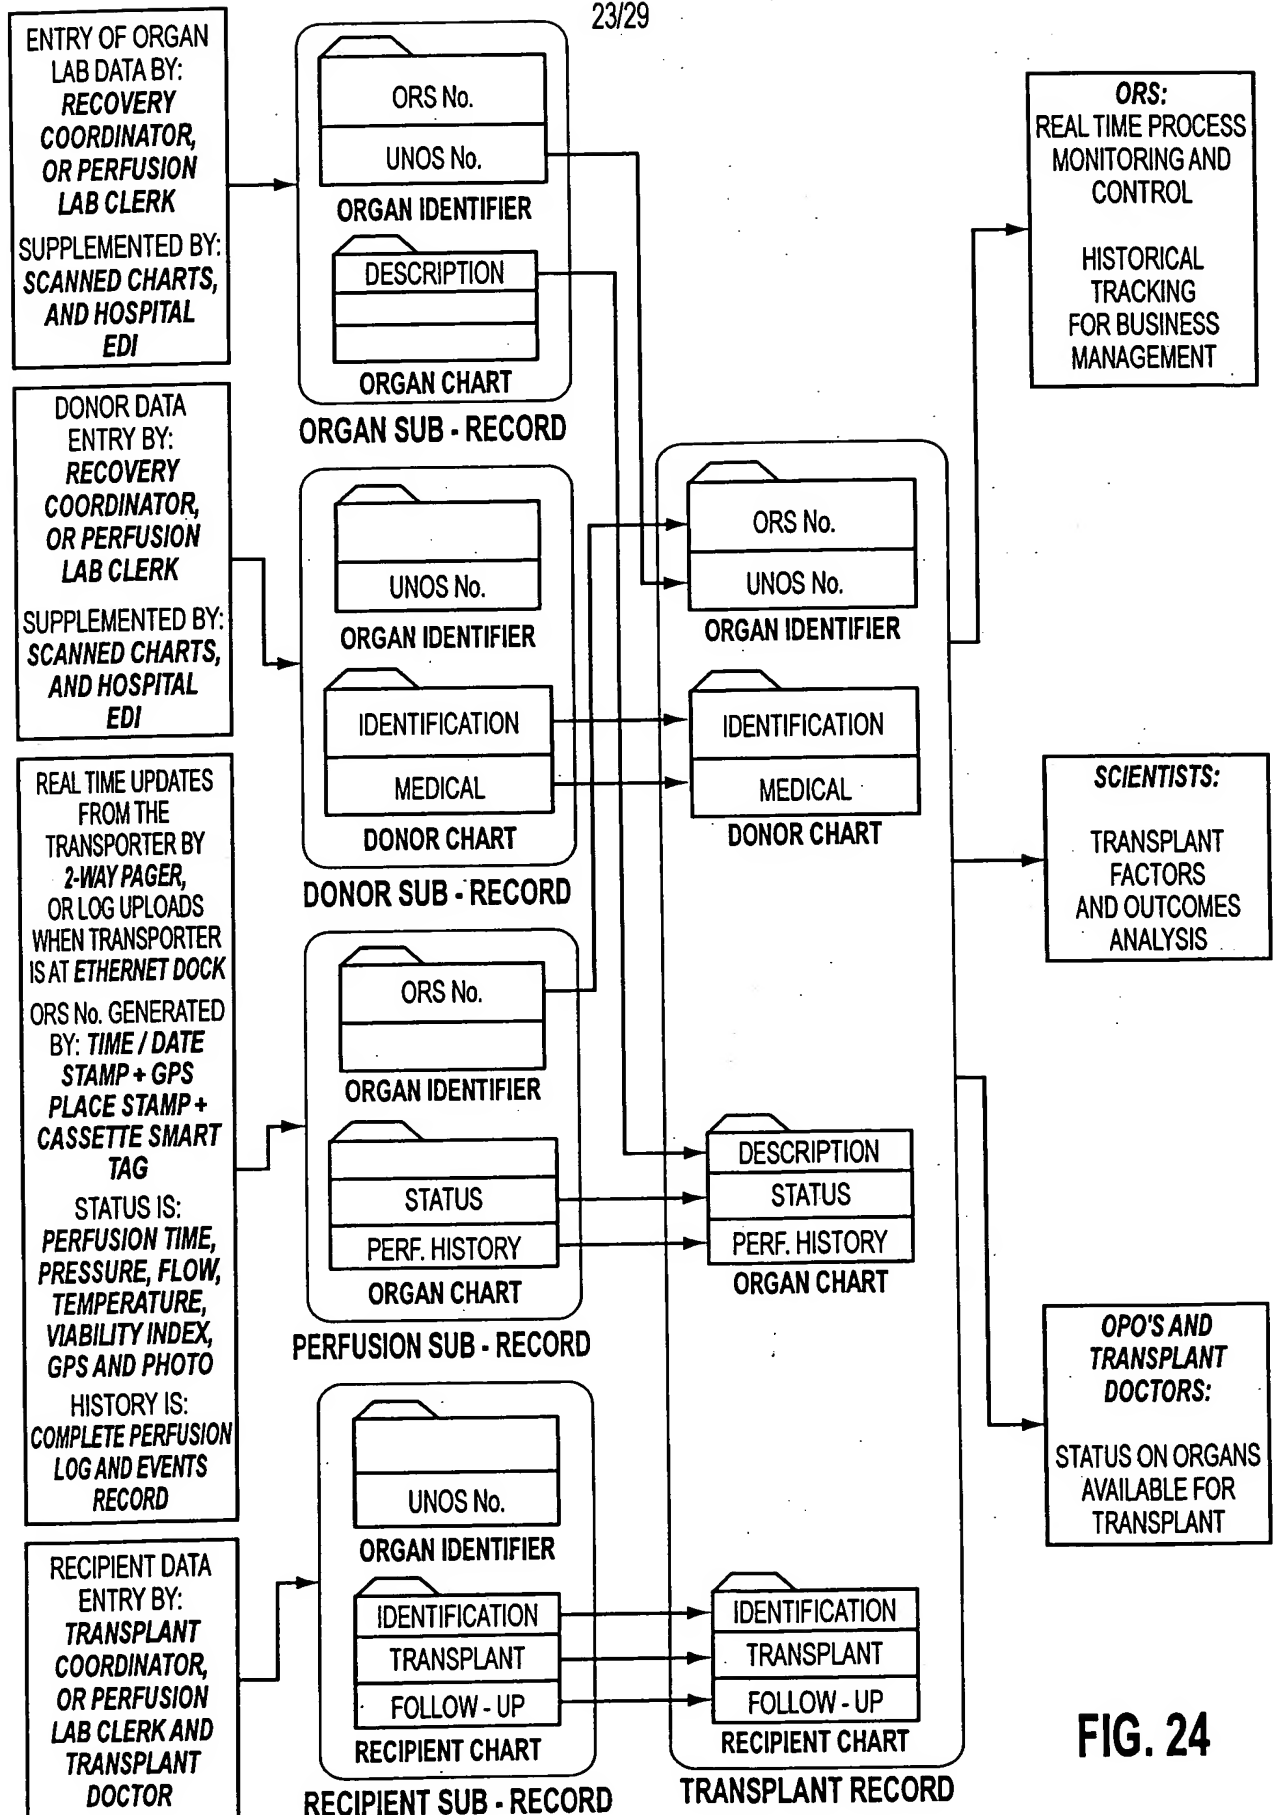 23/29
ENTRY OF ORGAN
LAB DATA BY:
RECOVERY
COORDINATOR,
OR PERFUSION
LAB CLERK
SUPPLEMENTED BY:
SCANNED CHARTS,
AND HOSPITAL
EDI
DONOR DATA
ENTRY BY:
RECOVERY
COORDINATOR,
OR PERFUSION
LAB CLERK
SUPPLEMENTED BY:
SCANNED CHARTS,
AND HOSPITAL
EDI
REAL TIME UPDATES
FROM THE
TRANSPORTER BY
2-WAY PAGER,
OR LOG UPLOADS
WHEN TRANSPORTER
IS AT ETHERNET DOCK
ORS No. GENERATED
BY: TIME / DATE
STAMP + GPS
PLACE STAMP +
CASSETTE SMART
TAG
STATUS IS:
PERFUSION TIME,
PRESSURE, FLOW,
TEMPERATURE,
VIABILITY INDEX,
GPS AND PHOTO
HISTORY IS:
COMPLETE PERFUSION
LOG AND EVENTS
RECORD
RECIPIENT DATA
ENTRY BY:
TRANSPLANT
COORDINATOR,
OR PERFUSION
LAB CLERK AND
TRANSPLANT
DOCTOR
ORS No.
UNOS No.
ORGAN IDENTIFIER
DESCRIPTION
ORGAN CHART
ORGAN SUB - RECORD
UNOS No.
ORGAN IDENTIFIER
IDENTIFICATION
MEDICAL
DONOR CHART
DONOR SUB - RECORD
ORS No.
ORGAN IDENTIFIER
STATUS
PERF. HISTORY
ORGAN CHART
PERFUSION SUB - RECORD
UNOS No.
ORGAN IDENTIFIER
IDENTIFICATION
TRANSPLANT
FOLLOW - UP
RECIPIENT CHART
RECIPIENT SUB - RECORD
ORS No.
UNOS No.
ORGAN IDENTIFIER
IDENTIFICATION
MEDICAL
DONOR CHART
DESCRIPTION
STATUS
PERF. HISTORY
ORGAN CHART
IDENTIFICATION
TRANSPLANT
FOLLOW - UP
RECIPIENT CHART
TRANSPLANT RECORD
ORS:
REAL TIME PROCESS
MONITORING AND
CONTROL
HISTORICAL
TRACKING
FOR BUSINESS
MANAGEMENT
SCIENTISTS:
TRANSPLANT
FACTORS
AND OUTCOMES
ANALYSIS
OPO'S AND
TRANSPLANT
DOCTORS:
STATUS ON ORGANS
AVAILABLE FOR
TRANSPLANT
FIG. 24